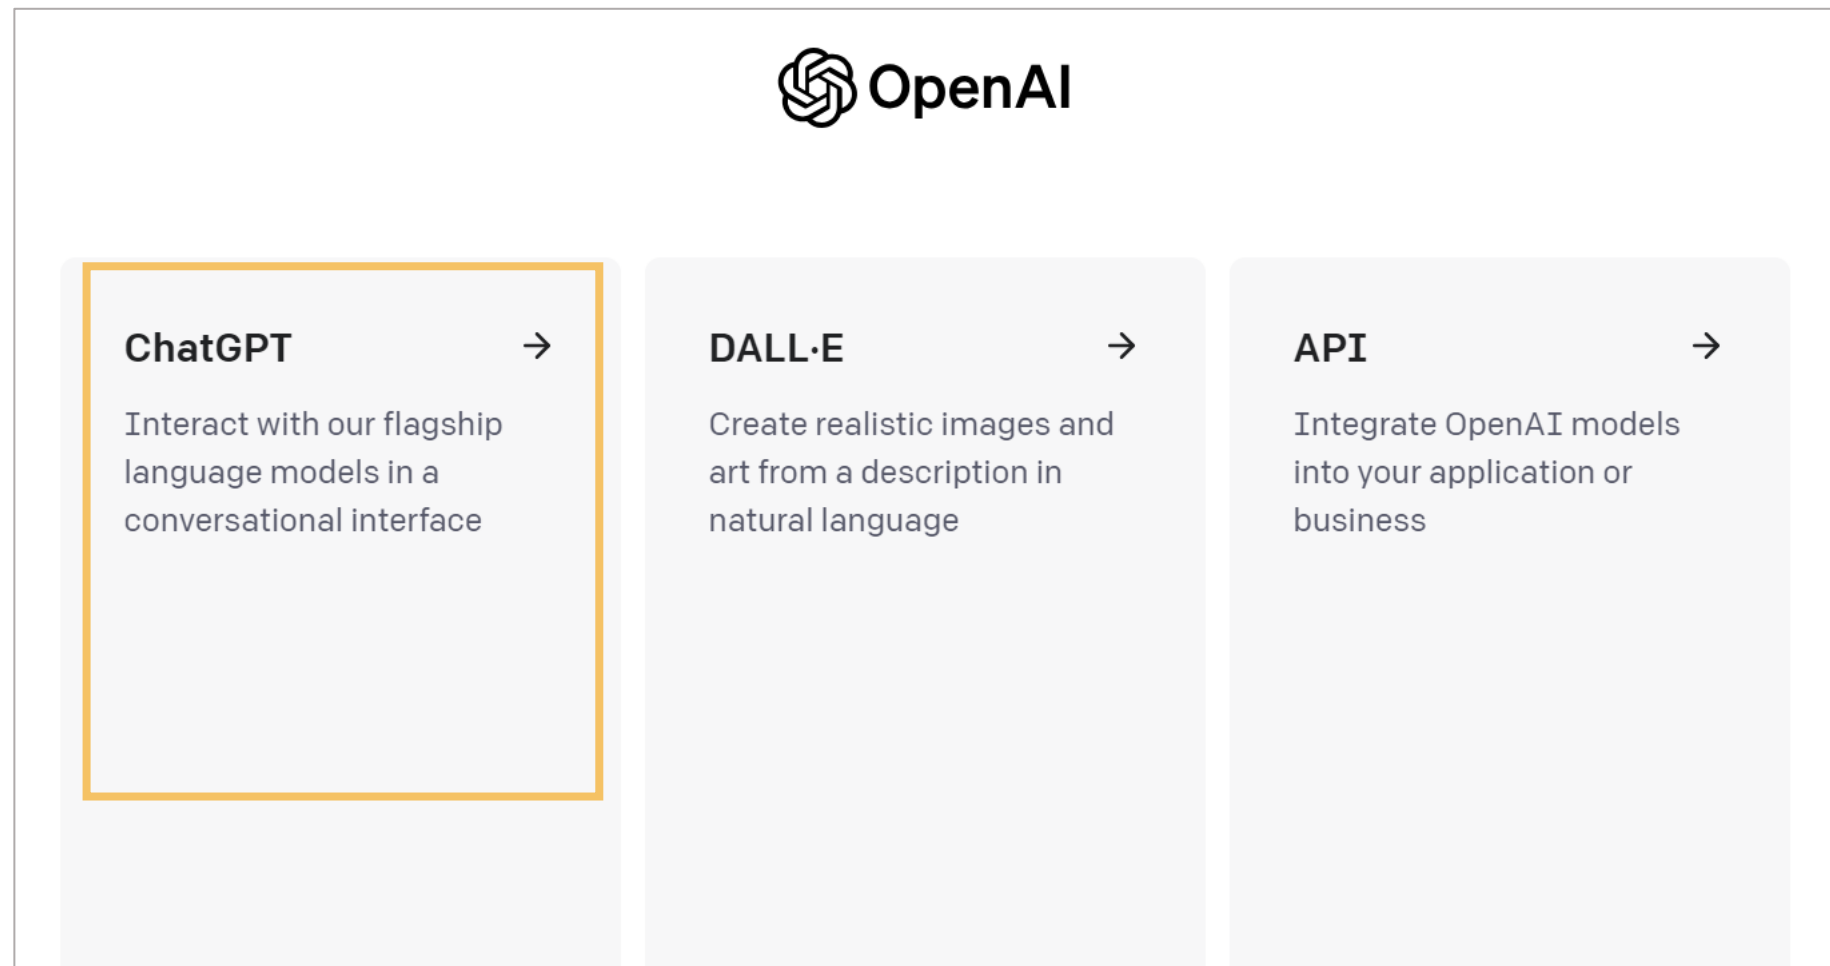 OpenAI
ChatGPT
Interact with our flagship
language models in a
conversational interface
DALL·E
Create realistic images and
art from a description in
natural language
API
Integrate OpenAI models
into your application or
business